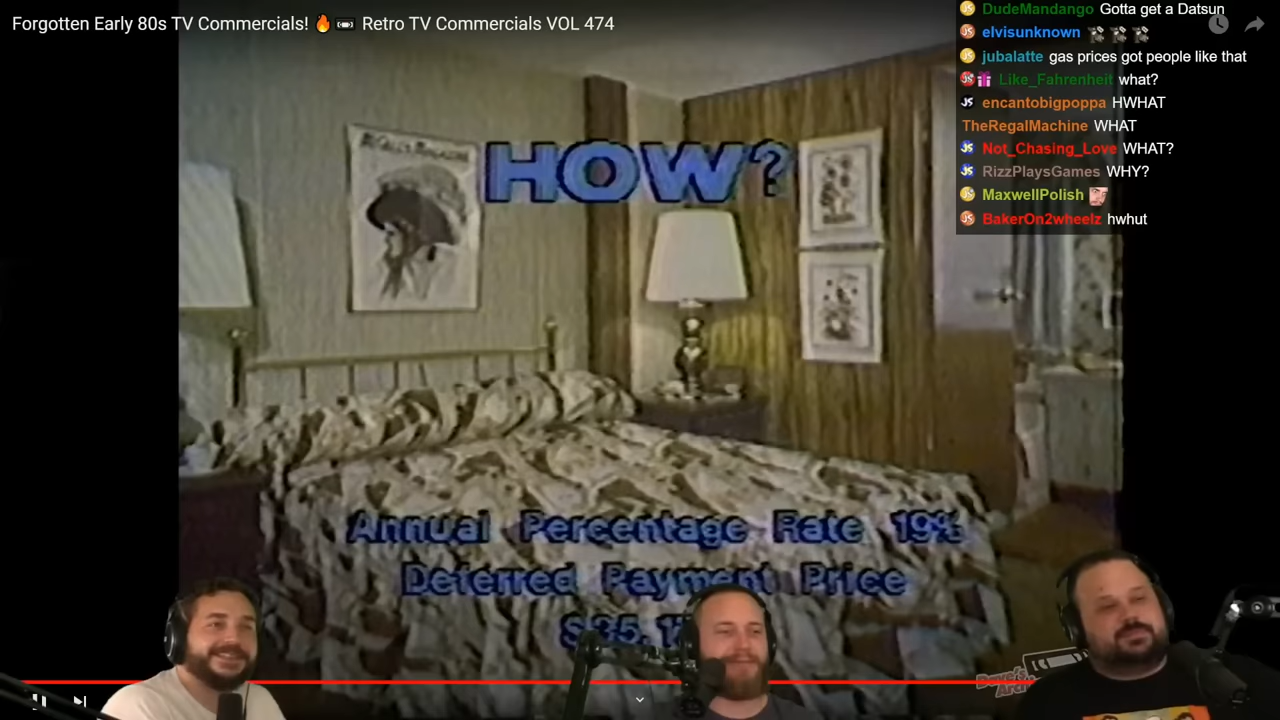 Forgotten Early 80s TV Commercials! 🔥📼 Retro TV Commercials VOL 474
DudeMandango Gotta get a Datsun
elvisunknown
jubalatte gas prices got people like that
Like_Fahrenheit what?
encantobigpoppa HWHAT
TheRegalMachine WHAT
Not_Chasing_Love WHAT?
RizzPlaysGames WHY?
MaxwellPolish
BakerOn2wheelz hwhut
HOW?
Annual Percentage Rate 19%
Deferred Payment Price